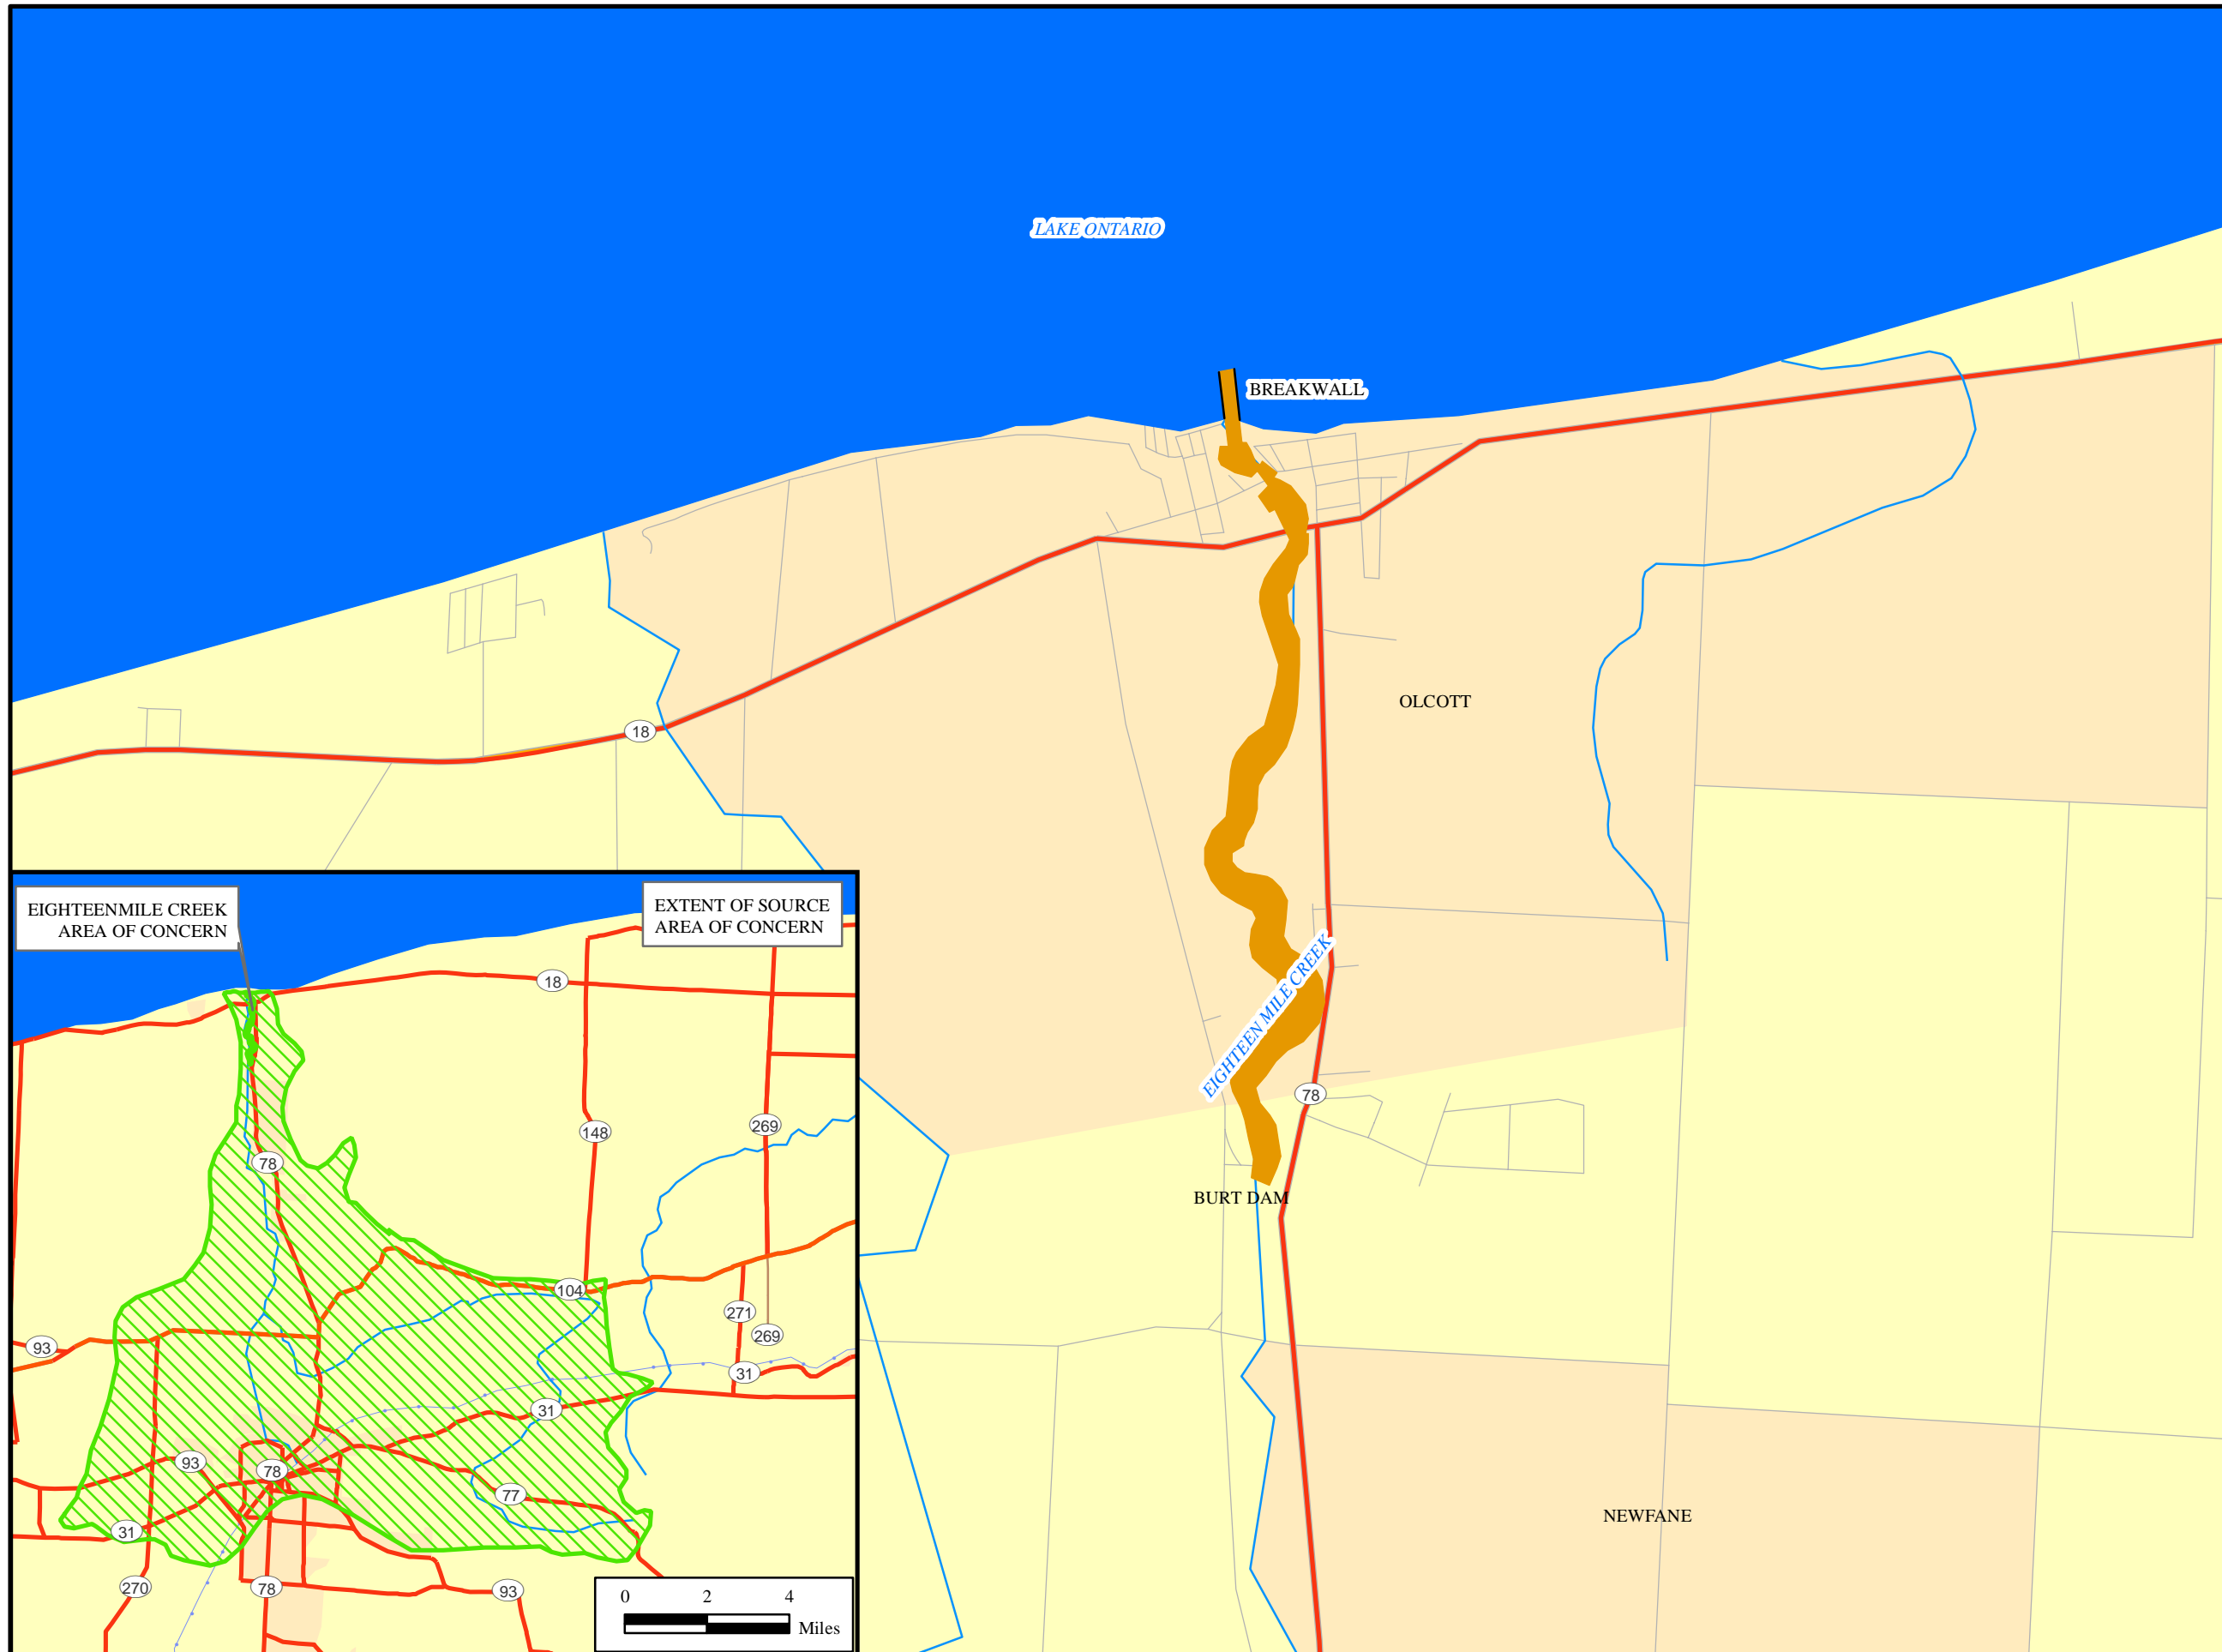 LAKE ONTARIO
BREAKWALL
OLCOTT
18
EIGHTEEN MILE CREEK
78
BURT DAM
NEWFANE
EIGHTEENMILE CREEK
AREA OF CONCERN
EXTENT OF SOURCE
AREA OF CONCERN
18
148
269
78
104
271
269
93
31
31
93
78
77
31
270
78
93
0 2 4
Miles